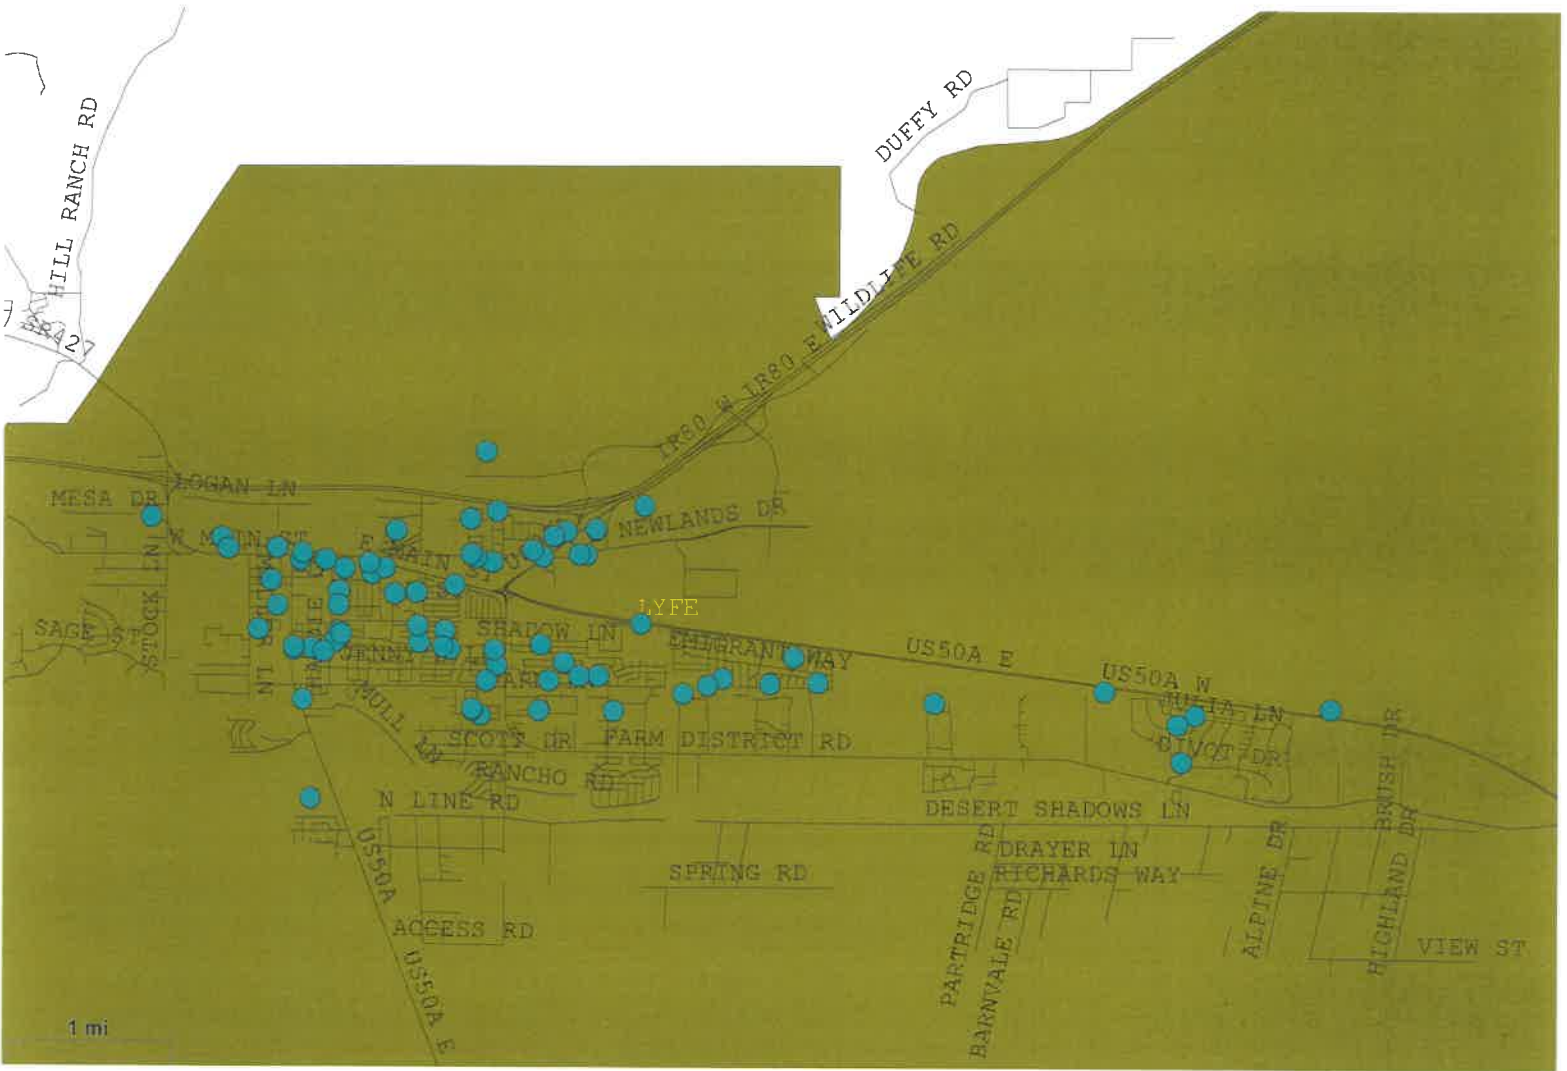 DUFFY RD
HILL RANCH RD
WILDLIFE RD
IR80 W IR80 E
LOGAN LN
MESA DR
W MAIN ST
E MAIN ST
NEWLANDS DR
STOCK LN
LYFE
SAGE ST
SHADOW LN
EMIGRANT WAY
US50A E
US50A W
JULIA LN
DIVOT DR
MULL LN
SCOTT DR
FARM DISTRICT RD
RANCHO RD
N LINE RD
DESERT SHADOWS LN
BRUSH DR
US50A
DRAYER LN
SPRING RD
RICHARDS WAY
PARTRIDGE RD
BARNVALE RD
ALPINE DR
HIGHLAND DR
ACCESS RD
VIEW ST
US50A E
1 mi